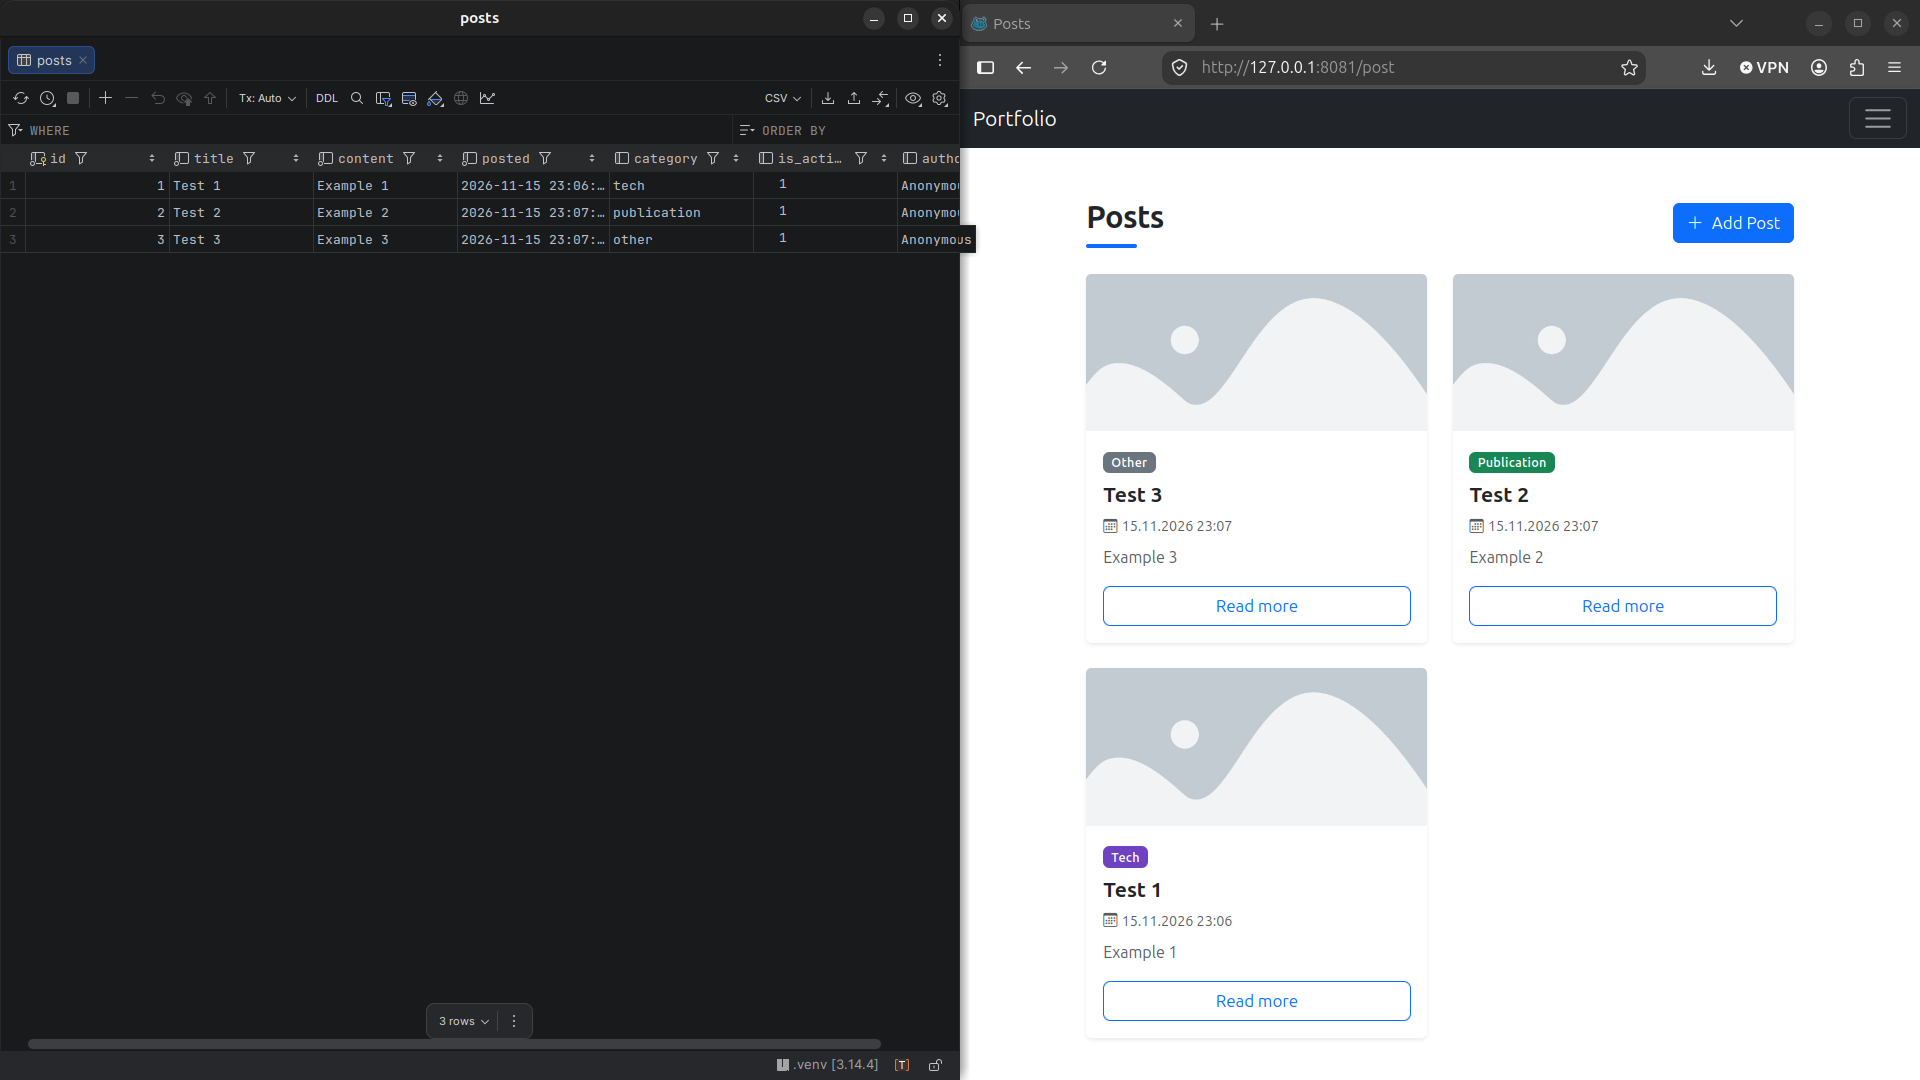 posts
posts
Tx: Auto
DDL
CSV
WHERE
ORDER BY
id title content posted category is_acti… autho
1 1 Test 1 Example 1 2026-11-15 23:06:… tech 1 Anonymou
2 2 Test 2 Example 2 2026-11-15 23:07:… publication 1 Anonymou
3 3 Test 3 Example 3 2026-11-15 23:07:… other 1 Anonymous
3 rows
.venv [3.14.4]
[T]
Posts
http://127.0.0.1:8081/post
VPN
Portfolio
Posts
Add Post
Other
Test 3
15.11.2026 23:07
Example 3
Read more
Publication
Test 2
15.11.2026 23:07
Example 2
Read more
Tech
Test 1
15.11.2026 23:06
Example 1
Read more